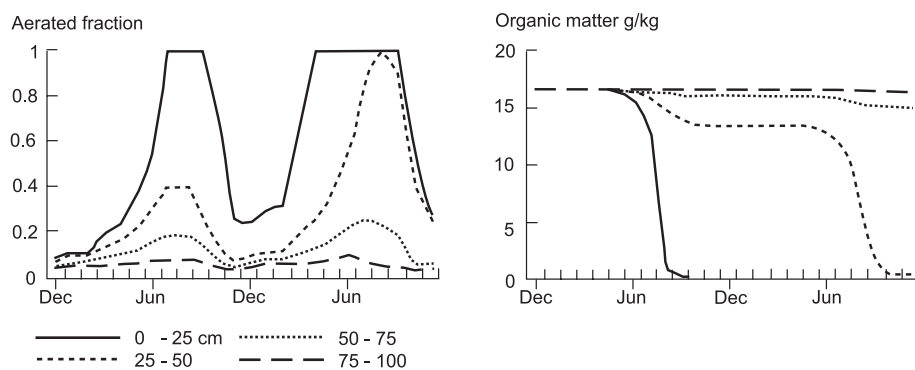 Aerated fraction
1
0.8
0.6
0.4
0.2
0
Dec Jun Dec Jun
Organic matter g/kg
20
15
10
5
0
Dec Jun Dec Jun
0 - 25 cm
25 - 50
50 - 75
75 - 100